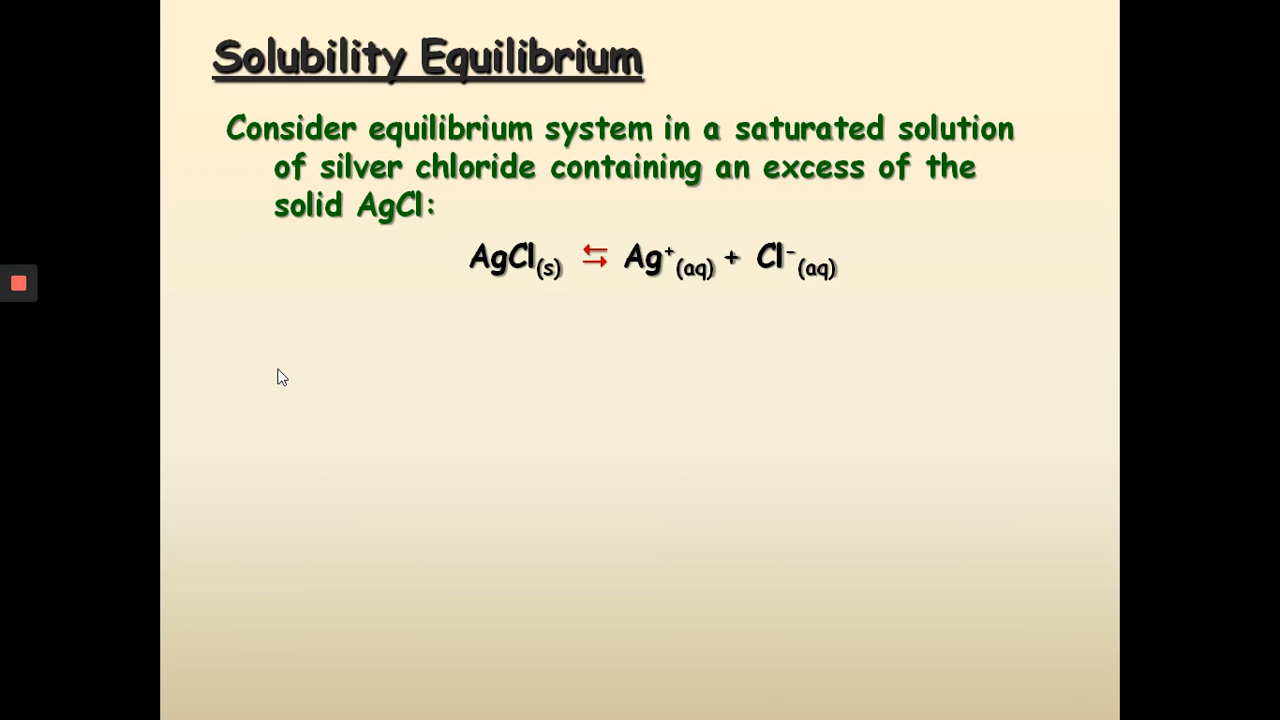 Solubility Equilibrium
Consider equilibrium system in a saturated solution
of silver chloride containing an excess of the
solid AgCl:
AgCl(s) ⇆ Ag⁺(aq) + Cl⁻(aq)